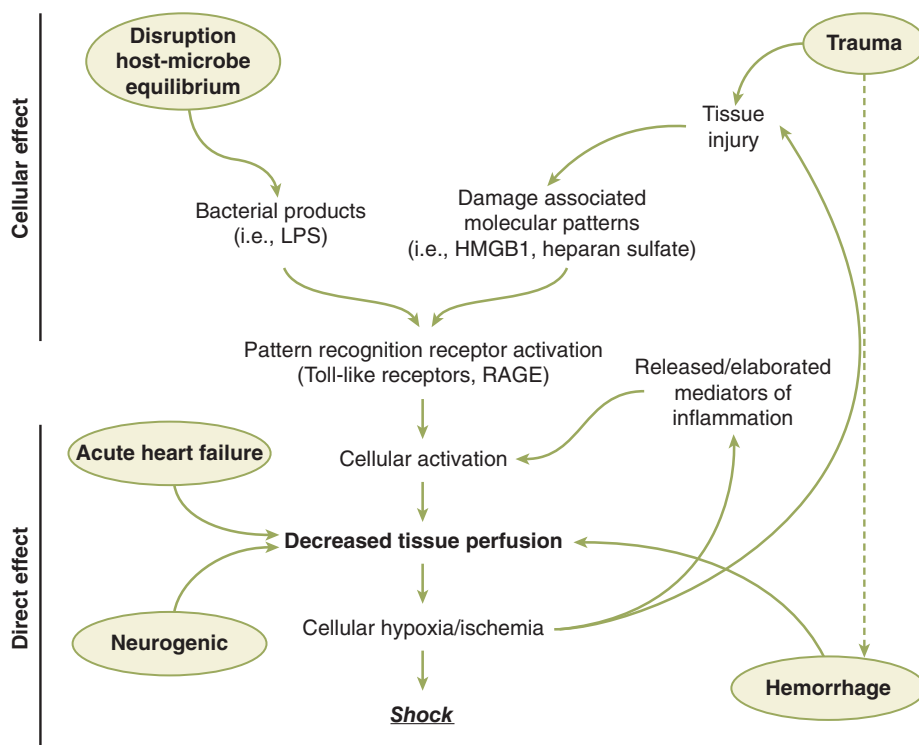 Disruption
host-microbe
equilibrium
Trauma
Cellular effect
Tissue
injury
Bacterial products
(i.e., LPS)
Damage associated
molecular patterns
(i.e., HMGB1, heparan sulfate)
Pattern recognition receptor activation
(Toll-like receptors, RAGE)
Released/elaborated
mediators of
inflammation
Direct effect
Acute heart failure
Cellular activation
Decreased tissue perfusion
Neurogenic
Cellular hypoxia/ischemia
Hemorrhage
Shock